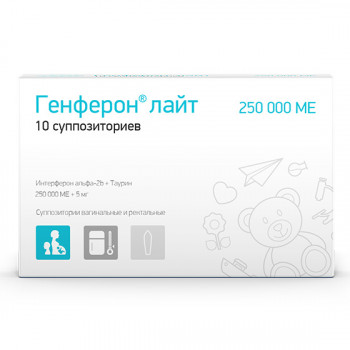 Генферон® лайт
250 000 МЕ
10 суппозиториев
Интерферон альфа-2b + Таурин
250 000 МЕ + 5 мг
Суппозитории вагинальные и ректальные